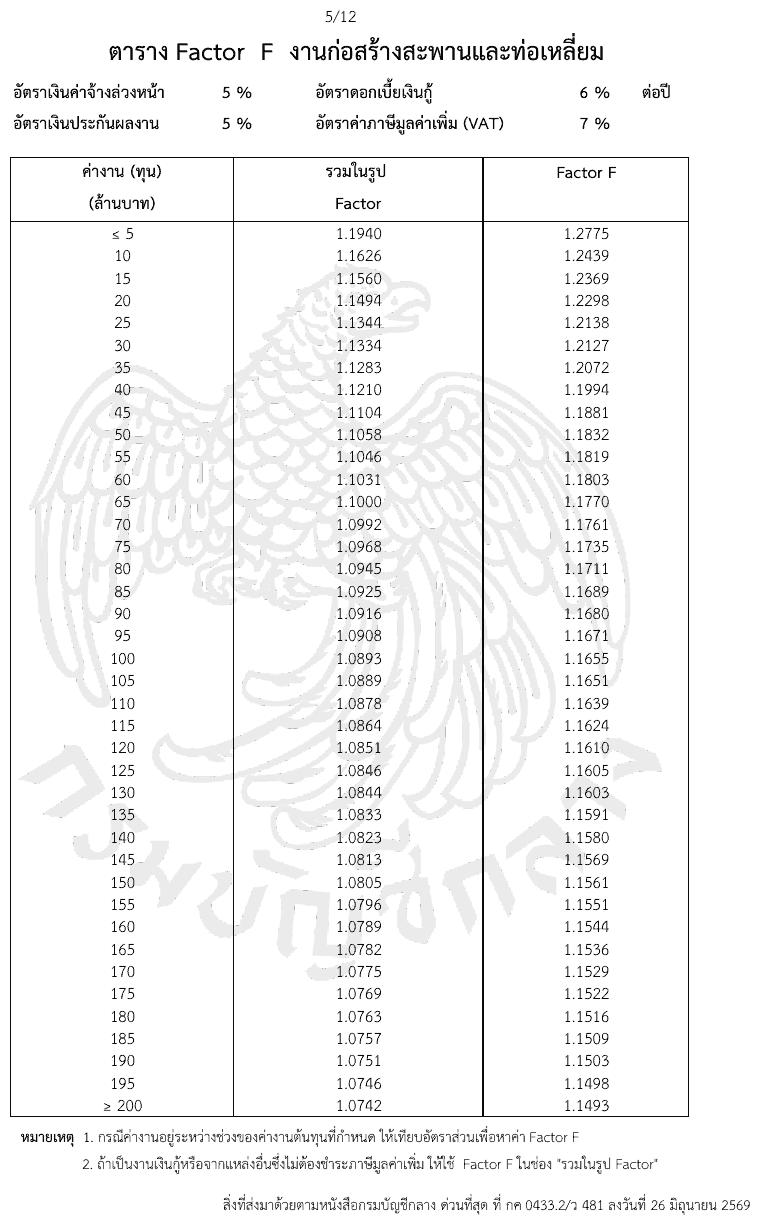 5/12
ตาราง Factor F งานก่อสร้างสะพานและท่อเหลี่ยม
อัตราเงินค่าจ้างล่วงหน้า 5 % อัตราดอกเบี้ยเงินกู้ 6 % ต่อปี
อัตราเงินประกันผลงาน 5 % อัตราค่าภาษีมูลค่าเพิ่ม (VAT) 7 %
ค่างาน (ทุน) รวมในรูป Factor F
(ล้านบาท) Factor
≤ 5 1.1940 1.2775
10 1.1626 1.2439
15 1.1560 1.2369
20 1.1494 1.2298
25 1.1344 1.2138
30 1.1334 1.2127
35 1.1283 1.2072
40 1.1210 1.1994
45 1.1104 1.1881
50 1.1058 1.1832
55 1.1046 1.1819
60 1.1031 1.1803
65 1.1000 1.1770
70 1.0992 1.1761
75 1.0968 1.1735
80 1.0945 1.1711
85 1.0925 1.1689
90 1.0916 1.1680
95 1.0908 1.1671
100 1.0893 1.1655
105 1.0889 1.1651
110 1.0878 1.1639
115 1.0864 1.1624
120 1.0851 1.1610
125 1.0846 1.1605
130 1.0844 1.1603
135 1.0833 1.1591
140 1.0823 1.1580
145 1.0813 1.1569
150 1.0805 1.1561
155 1.0796 1.1551
160 1.0789 1.1544
165 1.0782 1.1536
170 1.0775 1.1529
175 1.0769 1.1522
180 1.0763 1.1516
185 1.0757 1.1509
190 1.0751 1.1503
195 1.0746 1.1498
≥ 200 1.0742 1.1493
กรมบัญชีกลาง
หมายเหตุ 1. กรณีค่างานอยู่ระหว่างช่วงของค่างานต้นทุนที่กำหนด ให้เทียบอัตราส่วนเพื่อหาค่า Factor F
2. ถ้าเป็นงานเงินกู้หรือจากแหล่งอื่นซึ่งไม่ต้องชำระภาษีมูลค่าเพิ่ม ให้ใช้ Factor F ในช่อง "รวมในรูป Factor"
สิ่งที่ส่งมาด้วยตามหนังสือกรมบัญชีกลาง ด่วนที่สุด ที่ กค 0433.2/ว 481 ลงวันที่ 26 มิถุนายน 2569